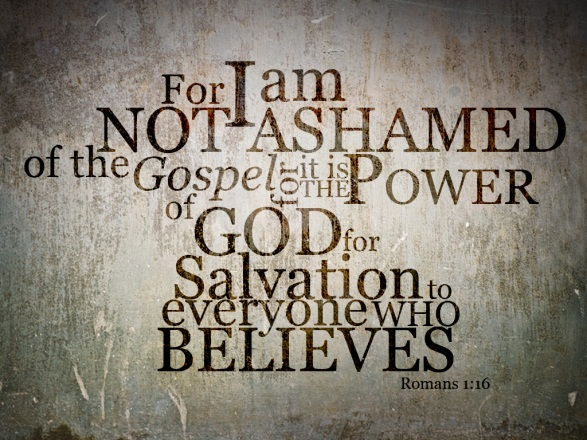 For I am
NOT ASHAMED
of the Gospel for it is THE POWER
of GOD for
Salvation to
everyone WHO
BELIEVES
Romans 1:16